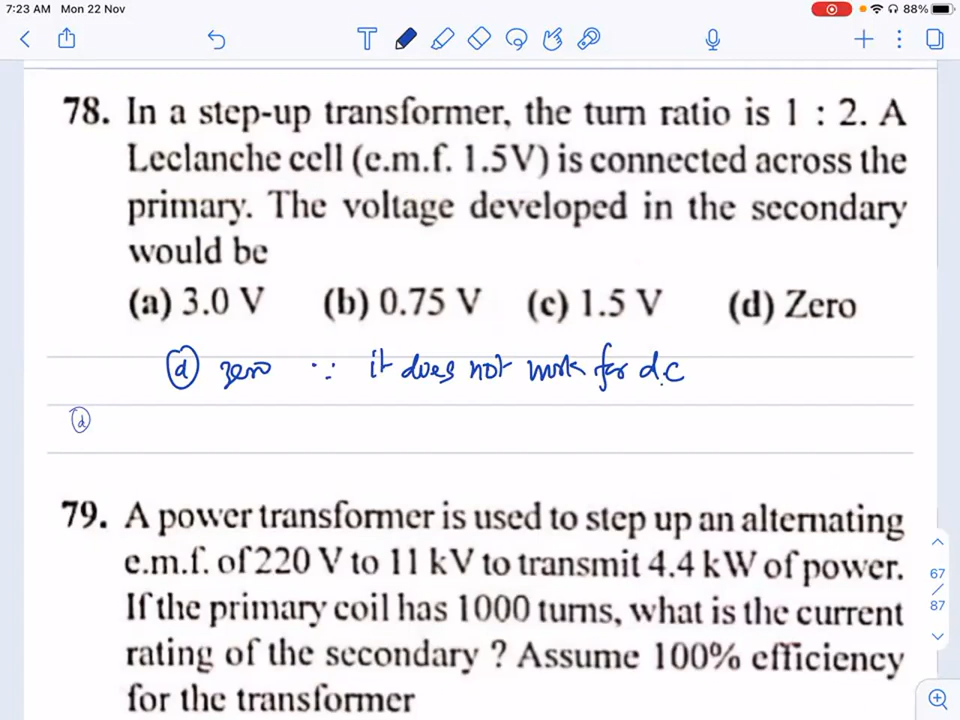 7:23 AM Mon 22 Nov
88%
78. In a step-up transformer, the turn ratio is 1 : 2. A
Leclanche cell (e.m.f. 1.5V) is connected across the
primary. The voltage developed in the secondary
would be
(a) 3.0 V (b) 0.75 V (c) 1.5 V (d) Zero
(d) zero ∵ it does not work for d.c
(d)
79. A power transformer is used to step up an alternating
e.m.f. of 220 V to 11 kV to transmit 4.4 kW of power.
If the primary coil has 1000 turns, what is the current
rating of the secondary ? Assume 100% efficiency
for the transformer
67
/
87